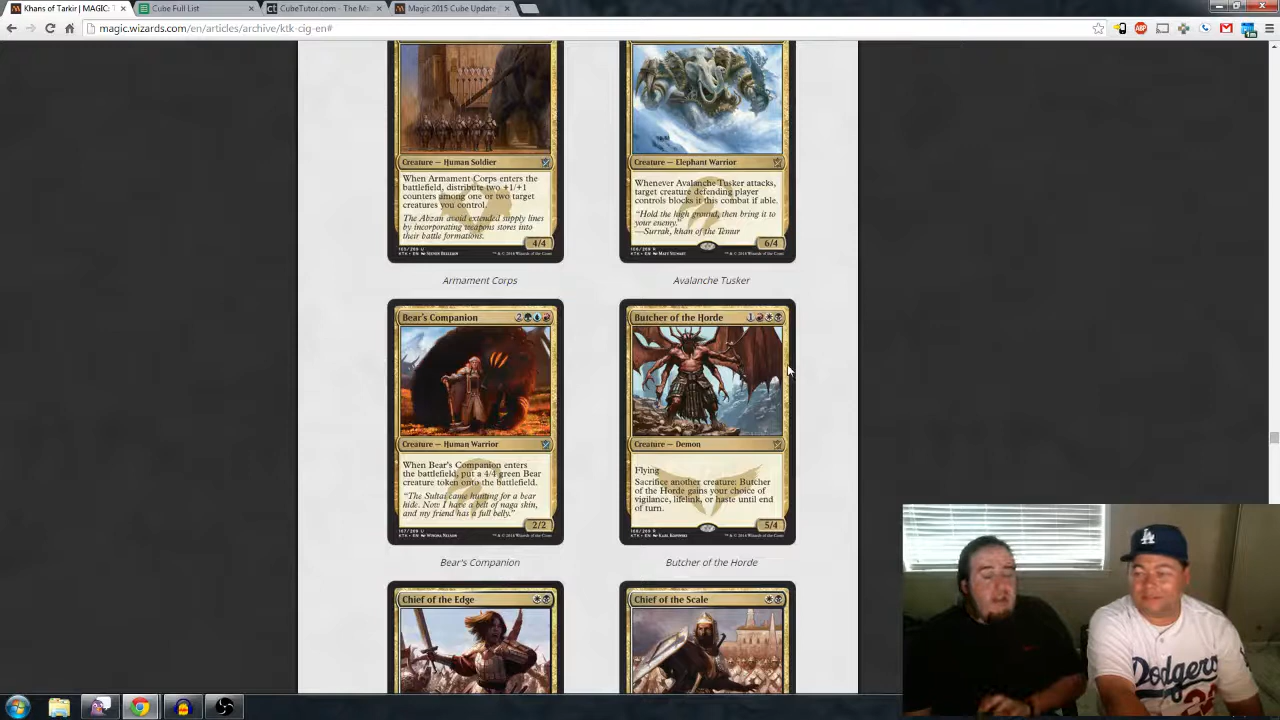 Khans of Tarkir | MAGIC: T
Cube Full List
CubeTutor.com - The Ma
Magic 2015 Cube Update
magic.wizards.com/en/articles/archive/ktk-cig-en#
Creature — Human Soldier
When Armament Corps enters the
battlefield, distribute two +1/+1
counters among one or two target
creatures you control.
The Abzan avoid extended supply lines
by incorporating weapons stores into
their battle formations.
4/4
Creature — Elephant Warrior
Whenever Avalanche Tusker attacks,
target creature defending player
controls blocks it this combat if able.
"Hold the high ground, then bring it to
your enemy."
—Surrak, khan of the Temur
6/4
Armament Corps
Avalanche Tusker
Bear's Companion
2
Creature — Human Warrior
When Bear's Companion enters
the battlefield, put a 4/4 green Bear
creature token onto the battlefield.
"The Sultai came hunting for a bear
hide. Now I have a belt of naga skin,
and my friend has a full belly."
2/2
Butcher of the Horde
1
Creature — Demon
Flying
Sacrifice another creature: Butcher
of the Horde gains your choice of
vigilance, lifelink, or haste until end
of turn.
5/4
Bear's Companion
Butcher of the Horde
Chief of the Edge
Chief of the Scale
Dodgers